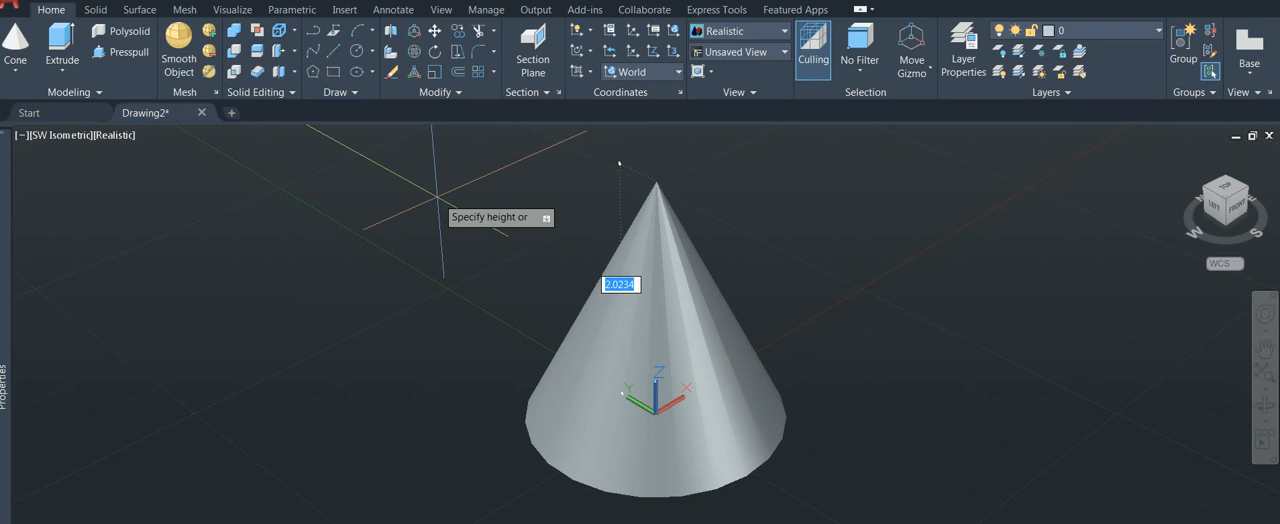 Home Solid Surface Mesh Visualize Parametric Insert Annotate View Manage Output Add-ins Collaborate Express Tools Featured Apps
Polysolid
Presspull
Cone
Extrude
Smooth
Object
Section
Plane
Realistic
Unsaved View
World
Culling
No Filter
Move
Gizmo
Layer
Properties
0
Group
Base
Modeling
Mesh
Solid Editing
Draw
Modify
Section
Coordinates
View
Selection
Layers
Groups
View
Start
Drawing2*
[−][SW Isometric][Realistic]
Specify height or
2.0234
Z
Y
X
TOP
LEFT
FRONT
N
E
W
S
WCS
Properties